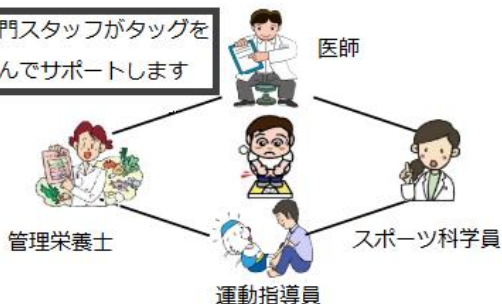 門スタッフがタッグを
んでサポートします
医師
管理栄養士
スポーツ科学員
運動指導員